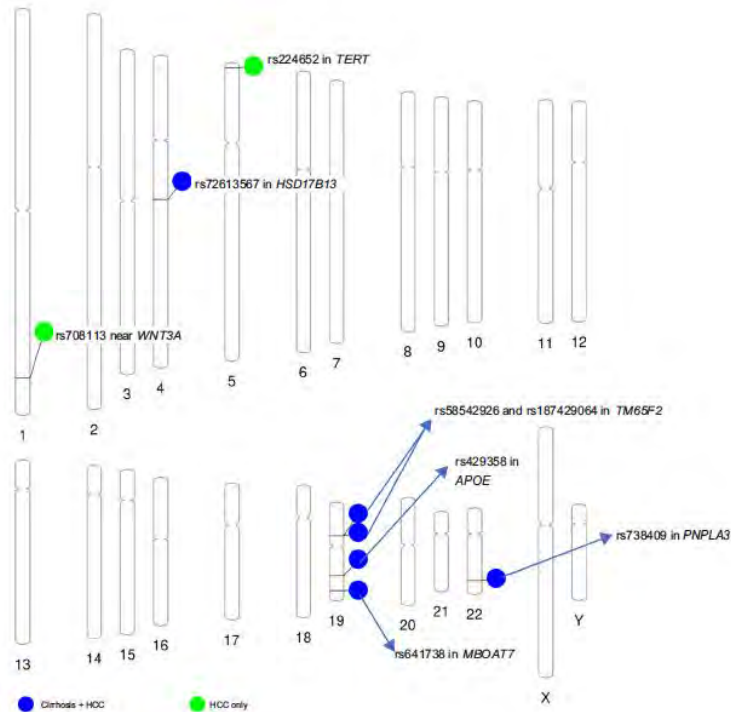 rs224652 in TERT
rs72613567 in HSD17B13
rs708113 near WNT3A
1
2
3
4
5
6
7
8
9
10
11
12
rs58542926 and rs187429064 in TM65F2
rs429358 in
APOE
rs738409 in PNPLA3
rs641738 in MBOAT7
13
14
15
16
17
18
19
20
21
22
X
Y
Cirrhosis + HCC
HCC only